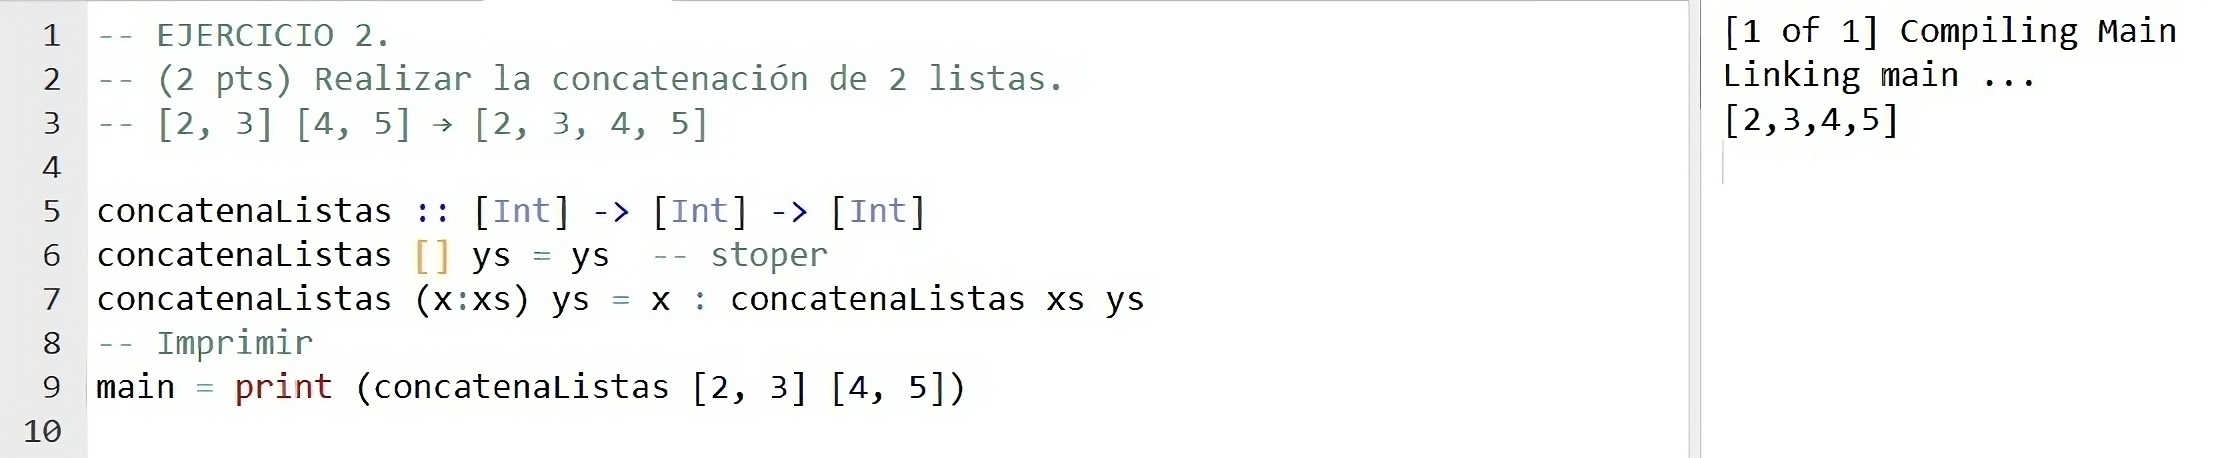 1 -- EJERCICIO 2.
2 -- (2 pts) Realizar la concatenación de 2 listas.
3 -- [2, 3] [4, 5] → [2, 3, 4, 5]
4
5 concatenaListas :: [Int] -> [Int] -> [Int]
6 concatenaListas [] ys = ys  -- stoper
7 concatenaListas (x:xs) ys = x : concatenaListas xs ys
8 -- Imprimir
9 main = print (concatenaListas [2, 3] [4, 5])
10
[1 of 1] Compiling Main
Linking main ...
[2,3,4,5]